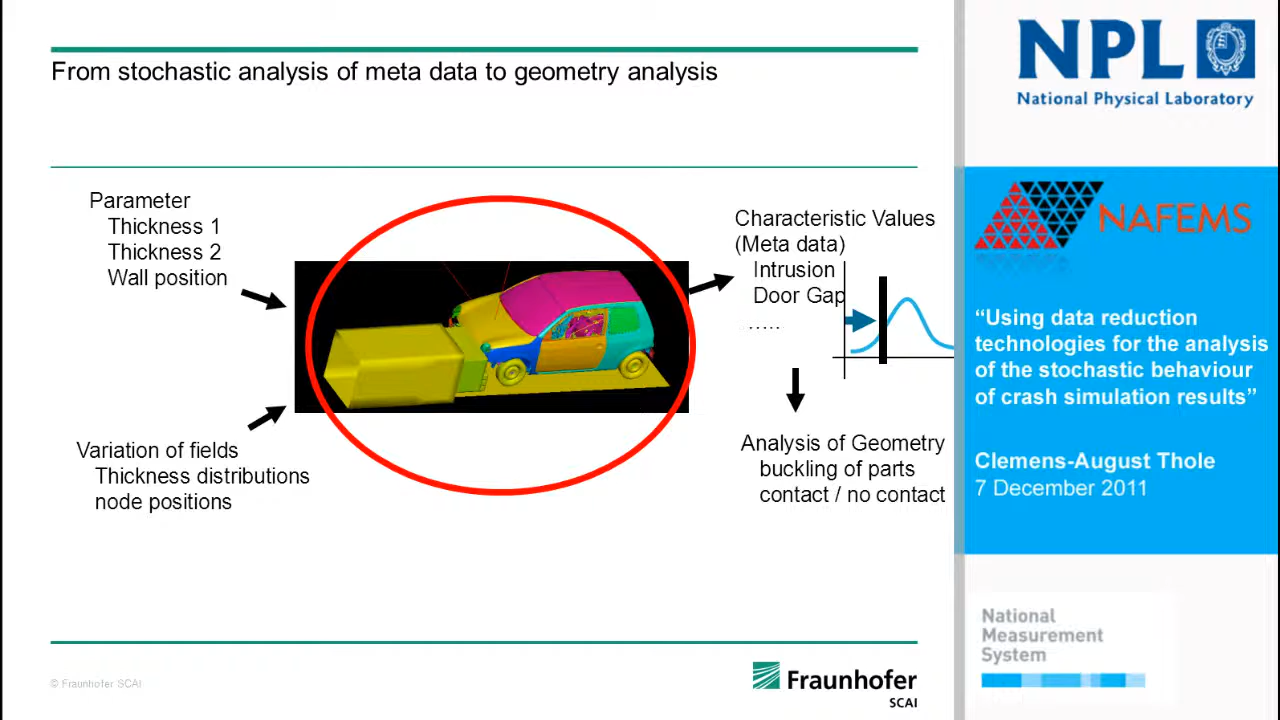 From stochastic analysis of meta data to geometry analysis
Parameter
Thickness 1
Thickness 2
Wall position
Variation of fields
Thickness distributions
node positions
Characteristic Values
(Meta data)
Intrusion
Door Gap
.....
Analysis of Geometry
buckling of parts
contact / no contact
© Fraunhofer SCAI
Fraunhofer
SCAI
NPL
National Physical Laboratory
NAFEMS
“Using data reduction
technologies for the analysis
of the stochastic behaviour
of crash simulation results”
Clemens-August Thole
7 December 2011
National
Measurement
System